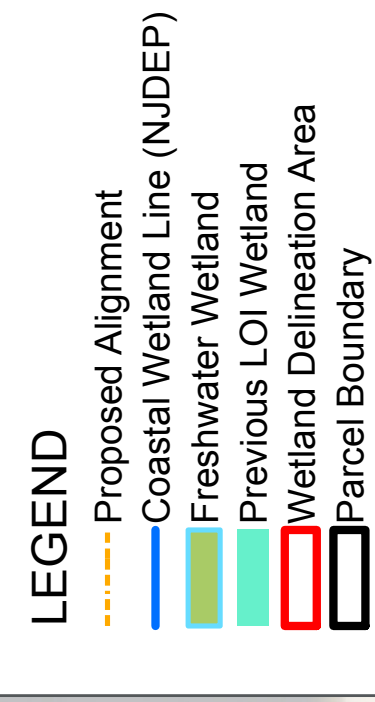 LEGEND
Proposed Alignment
Coastal Wetland Line (NJDEP)
Freshwater Wetland
Previous LOI Wetland
Wetland Delineation Area
Parcel Boundary